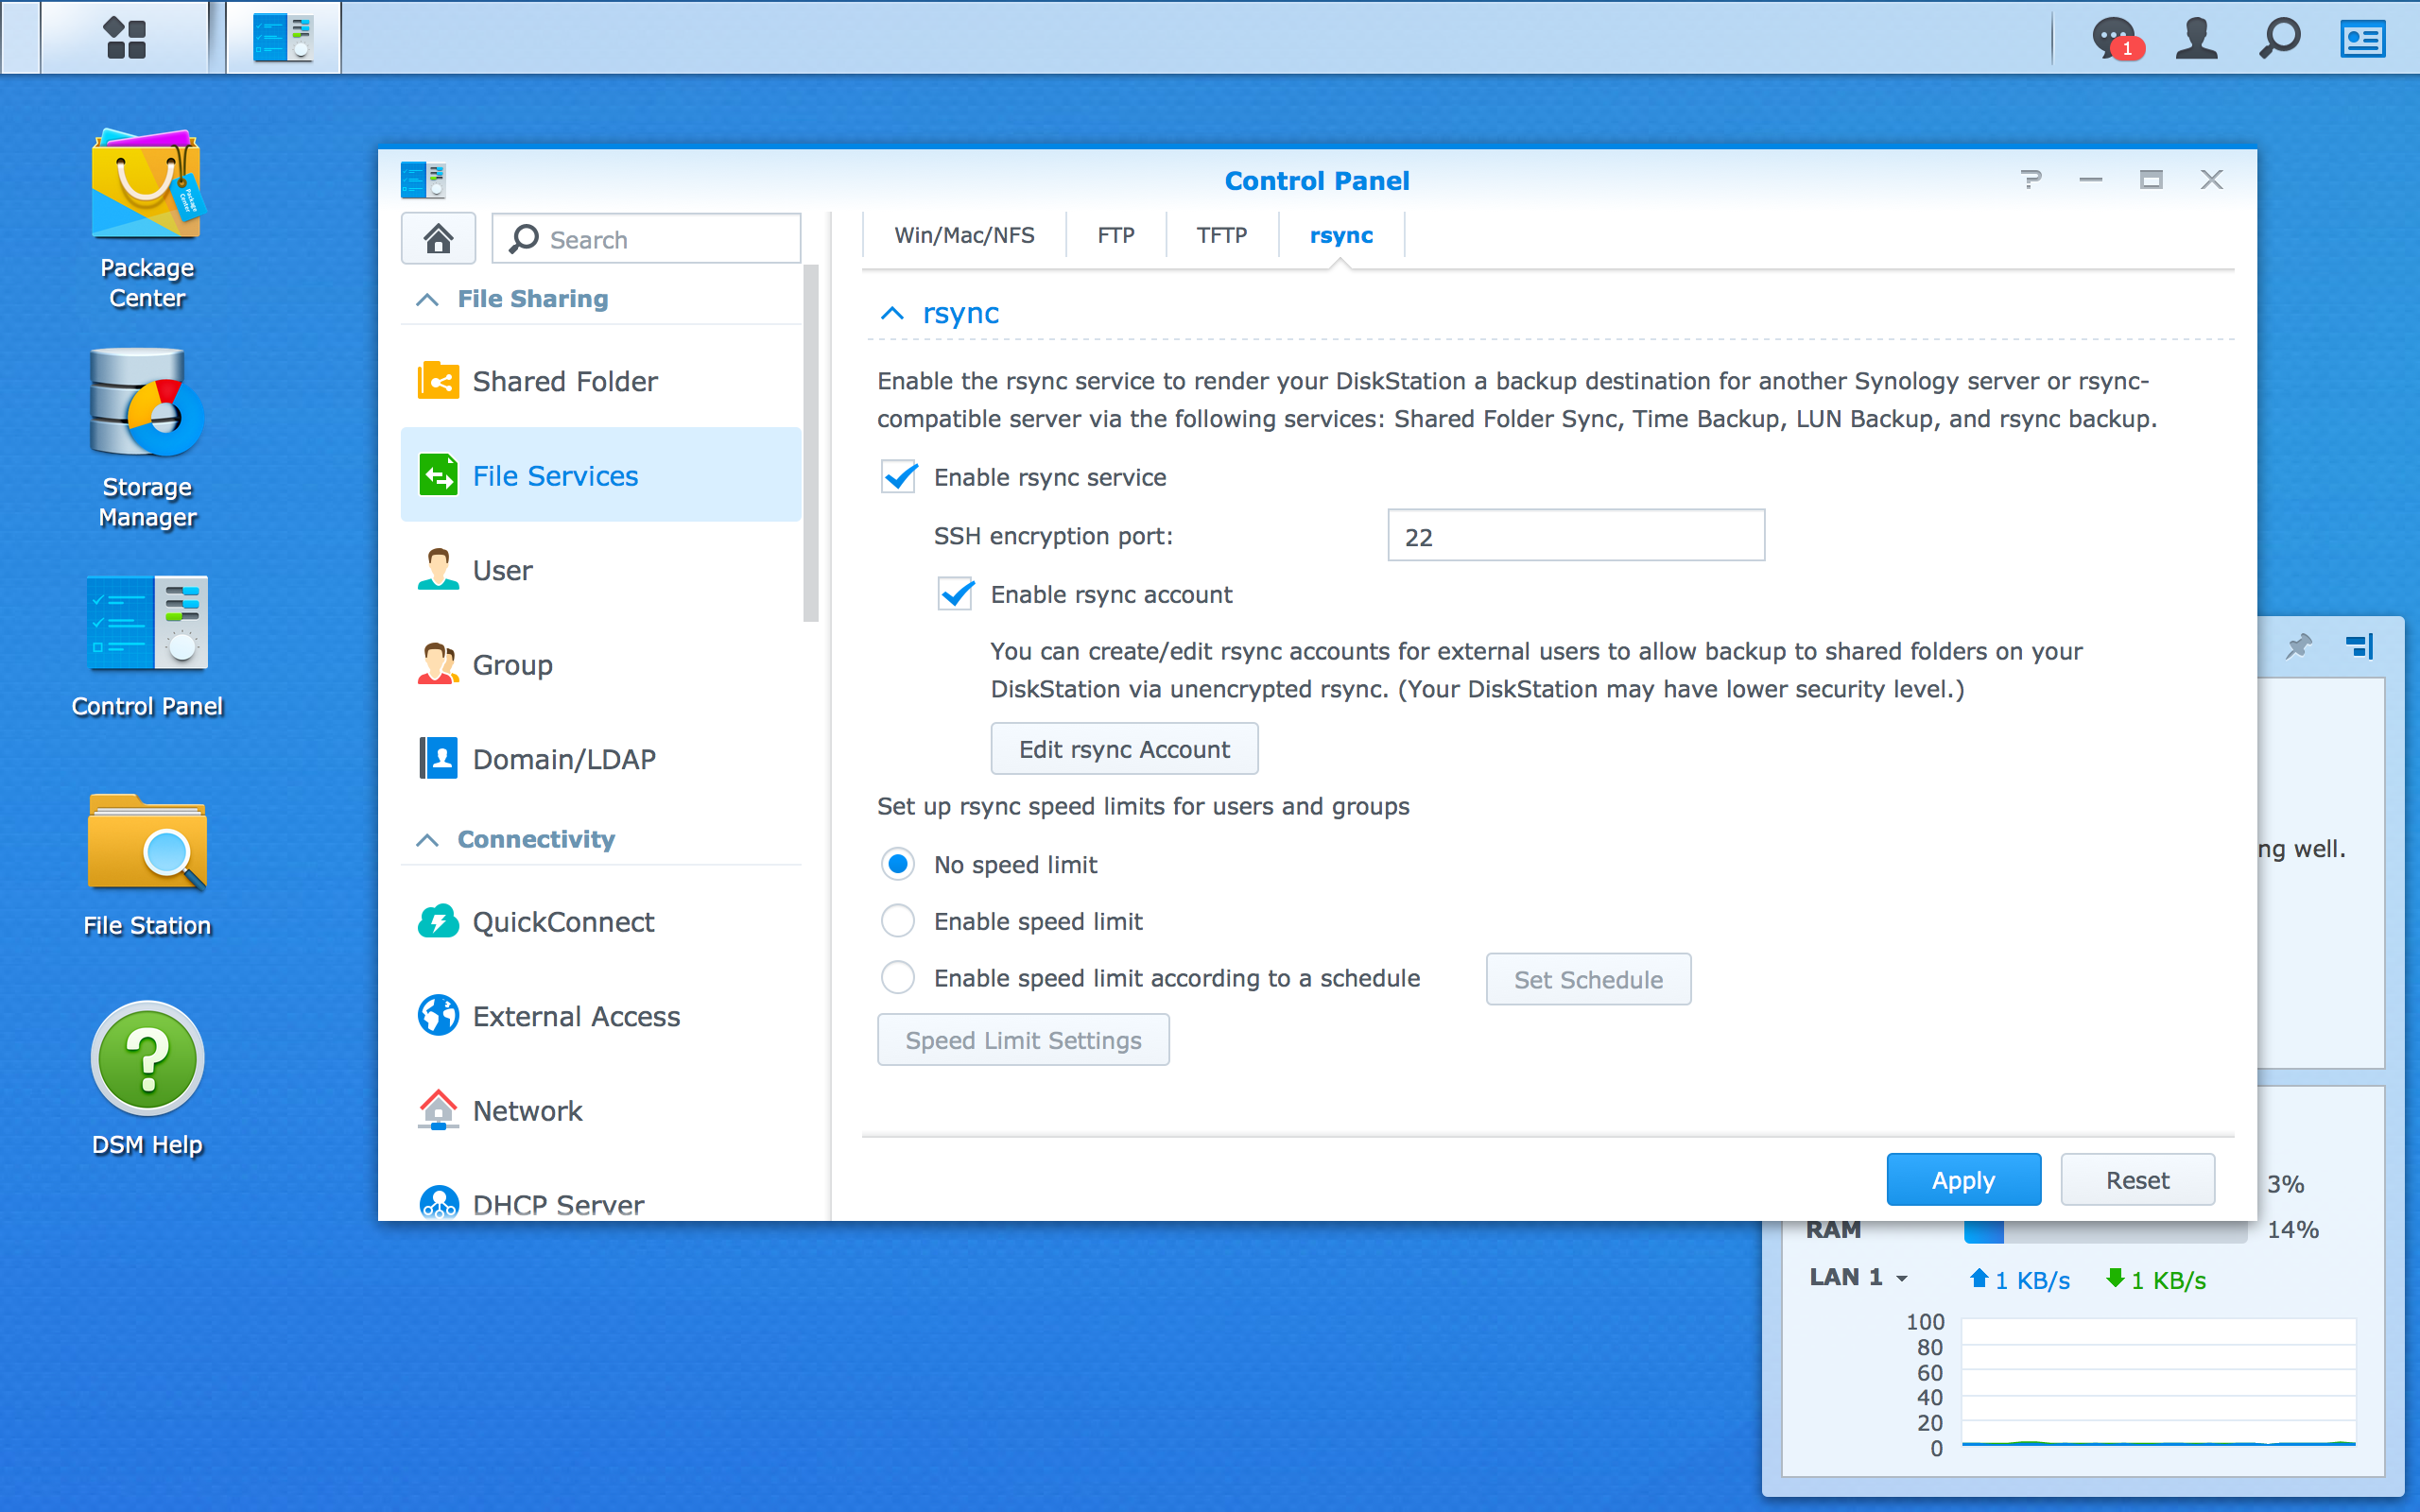 1
Package
Center
Package
Center
Storage
Manager
Control Panel
File Station
DSM Help
Control Panel
Search
File Sharing
Shared Folder
File Services
User
Group
Domain/LDAP
Connectivity
QuickConnect
External Access
Network
DHCP Server
Win/Mac/NFS
FTP
TFTP
rsync
rsync
Enable the rsync service to render your DiskStation a backup destination for another Synology server or rsync-
compatible server via the following services: Shared Folder Sync, Time Backup, LUN Backup, and rsync backup.
Enable rsync service
SSH encryption port: 22
Enable rsync account
You can create/edit rsync accounts for external users to allow backup to shared folders on your
DiskStation via unencrypted rsync. (Your DiskStation may have lower security level.)
Edit rsync Account
Set up rsync speed limits for users and groups
No speed limit
Enable speed limit
Enable speed limit according to a schedule Set Schedule
Speed Limit Settings
Apply Reset
ng well.
3%
RAM 14%
LAN 1 1 KB/s 1 KB/s
100
80
60
40
20
0